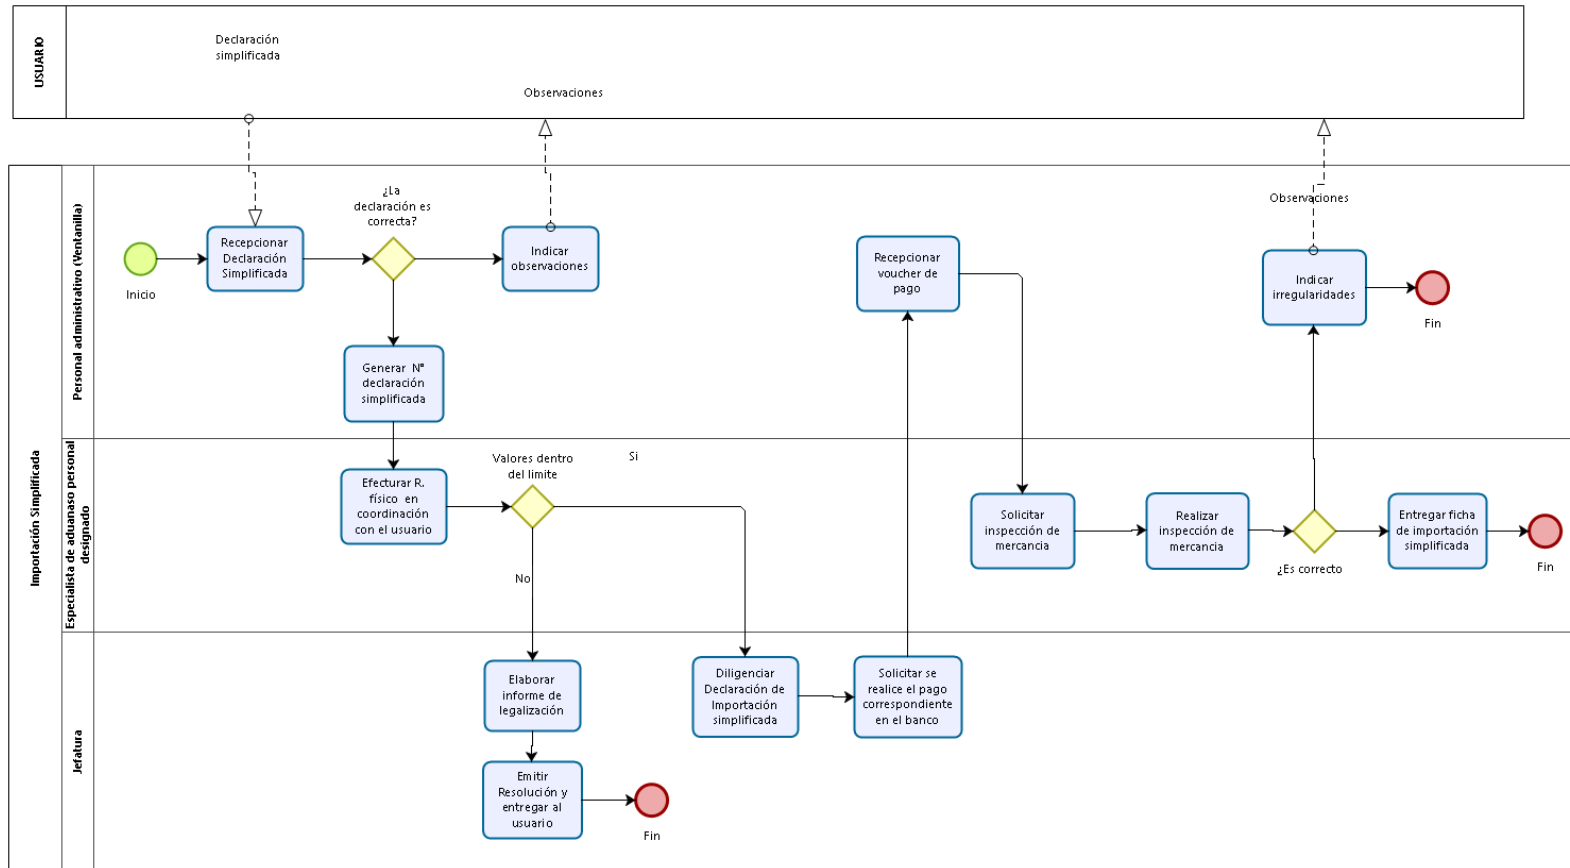 USUARIO
Declaración
simplificada
Observaciones
Importación Simplificada
Personal administrativo (Ventanilla)
Inicio
Recepcionar
Declaración
Simplificada
¿La
declaración es
correcta?
Indicar
observaciones
Generar N°
declaración
simplificada
Recepcionar
voucher de
pago
Observaciones
Indicar
irregularidades
Fin
Especialista de aduanaso personal
designado
Efecturar R.
físico en
coordinación
con el usuario
Valores dentro
del limite
Si
No
Solicitar
inspección de
mercancia
Realizar
inspección de
mercancia
¿Es correcto
Entregar ficha
de importación
simplificada
Fin
Jefatura
Elaborar
informe de
legalización
Diligenciar
Declaración de
Importación
simplificada
Solicitar se
realice el pago
correspondiente
en el banco
Emitir
Resolución y
entregar al
usuario
Fin